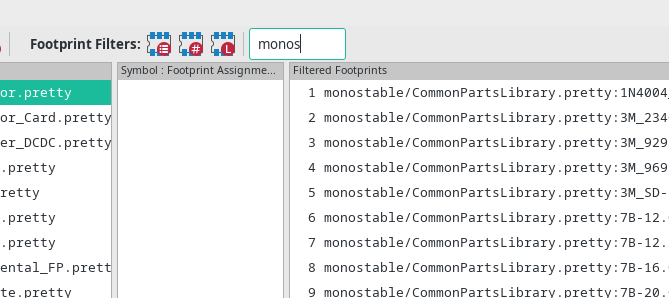 Footprint Filters: # L monos
Symbol : Footprint Assignme...
Filtered Footprints
or.pretty
or_Card.pretty
er_DCDC.pretty
.pretty
retty
.pretty
.pretty
ental_FP.prett
te.pretty
1 monostable/CommonPartsLibrary.pretty:1N4004_
2 monostable/CommonPartsLibrary.pretty:3M_234
3 monostable/CommonPartsLibrary.pretty:3M_929
4 monostable/CommonPartsLibrary.pretty:3M_969
5 monostable/CommonPartsLibrary.pretty:3M_SD-
6 monostable/CommonPartsLibrary.pretty:7B-12.
7 monostable/CommonPartsLibrary.pretty:7B-12.
8 monostable/CommonPartsLibrary.pretty:7B-16.
9 monostable/CommonPartsLibrary.pretty:7B-20.